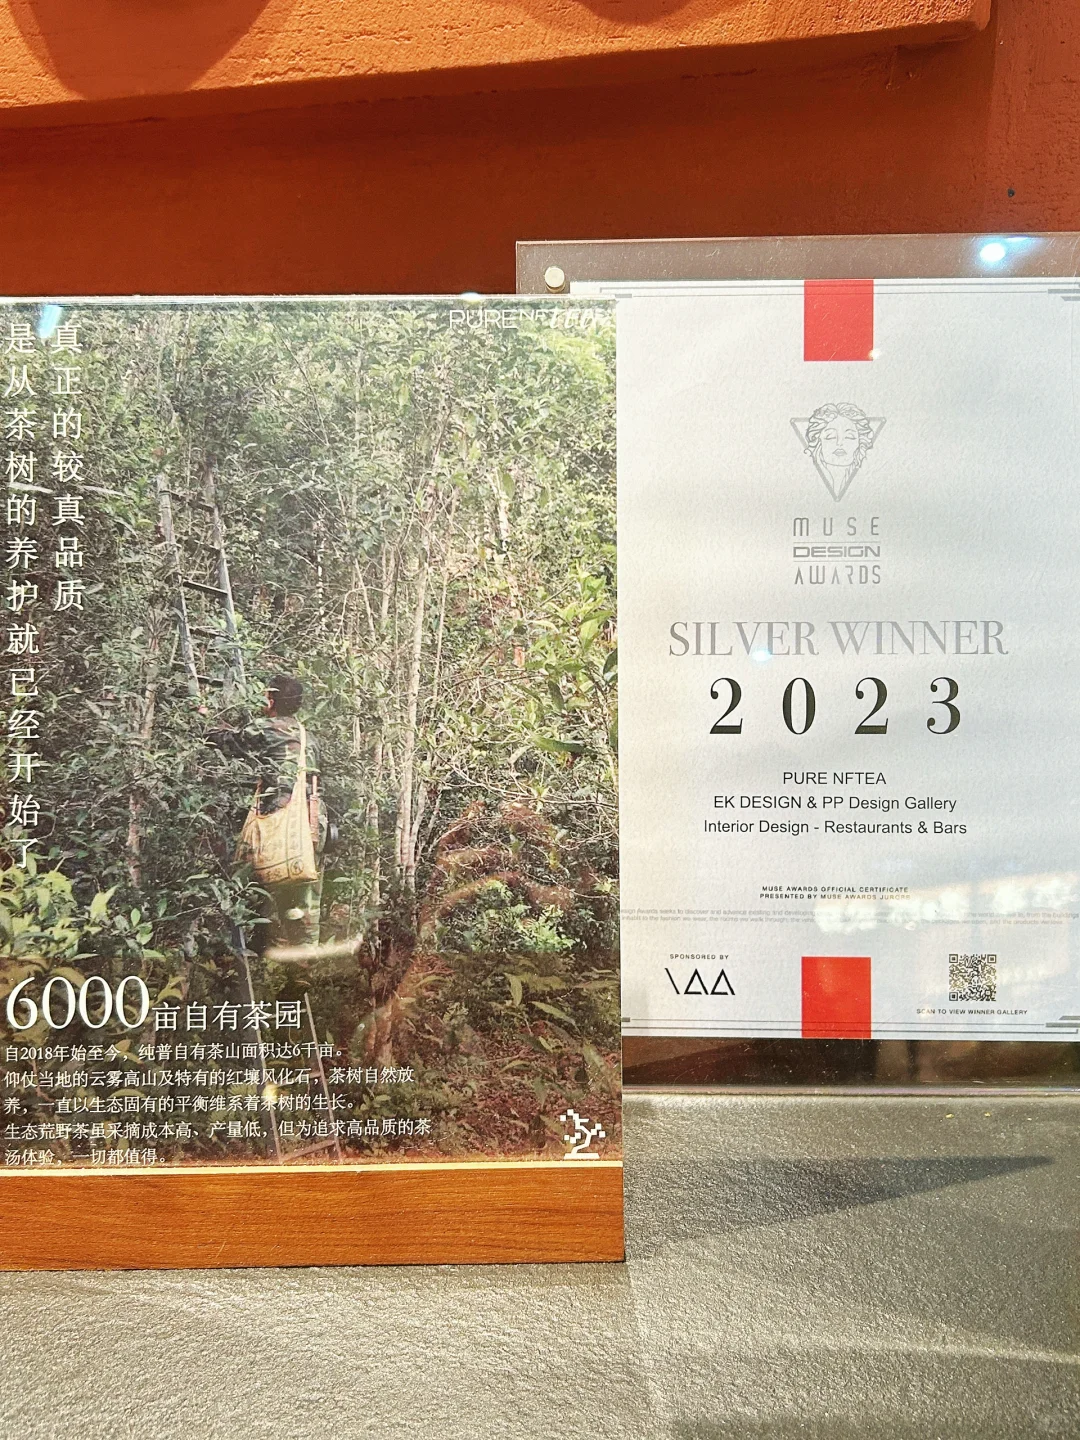 真正的较真品质
是从茶树的养护就已经开始了
PURE
6000亩自有茶园
自2018年始至今，纯普自有茶山面积达6千亩。
仰仗当地的云雾高山及特有的红壤风化石，茶树自然放
养，一直以生态固有的平衡维系着茶树的生长。
生态荒野茶虽采摘成本高、产量低，但为追求高品质的茶
汤体验，一切都值得。
MUSE
DESIGN
AWARDS
SILVER WINNER
2023
PURE NFTEA
EK DESIGN & PP Design Gallery
Interior Design - Restaurants & Bars
MUSE AWARDS OFFICIAL CERTIFICATE
PRESENTED BY MUSE AWARDS JURORS
SPONSORED BY
IAA
SCAN TO VIEW WINNER GALLERY